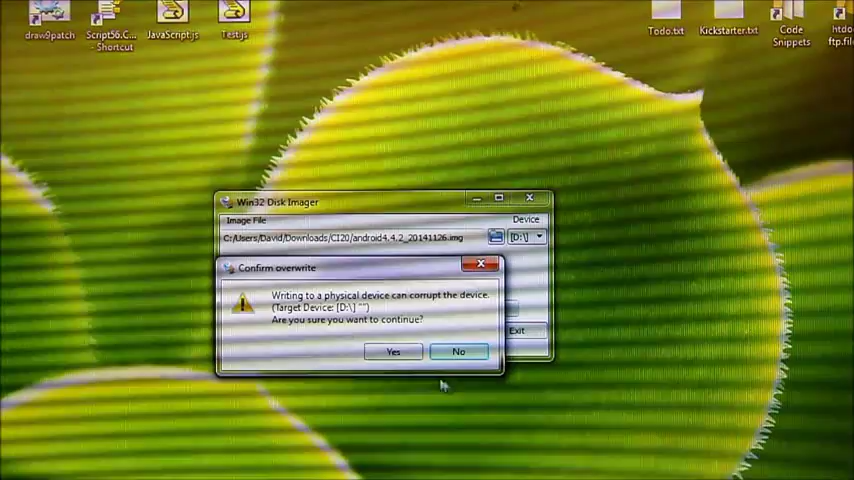 draw9patch
Script56.C...
- Shortcut
JavaScript.js
Test.js
Todo.txt
Kickstarter.txt
Code
Snippets
htdo
ftp.fil
Win32 Disk Imager
Image File
Device
C:/Users/David/Downloads/CI20/android4.4.2_20141126.img
[D:\]
Confirm overwrite
Writing to a physical device can corrupt the device.
(Target Device: [D:\] "")
Are you sure you want to continue?
Exit
Yes
No